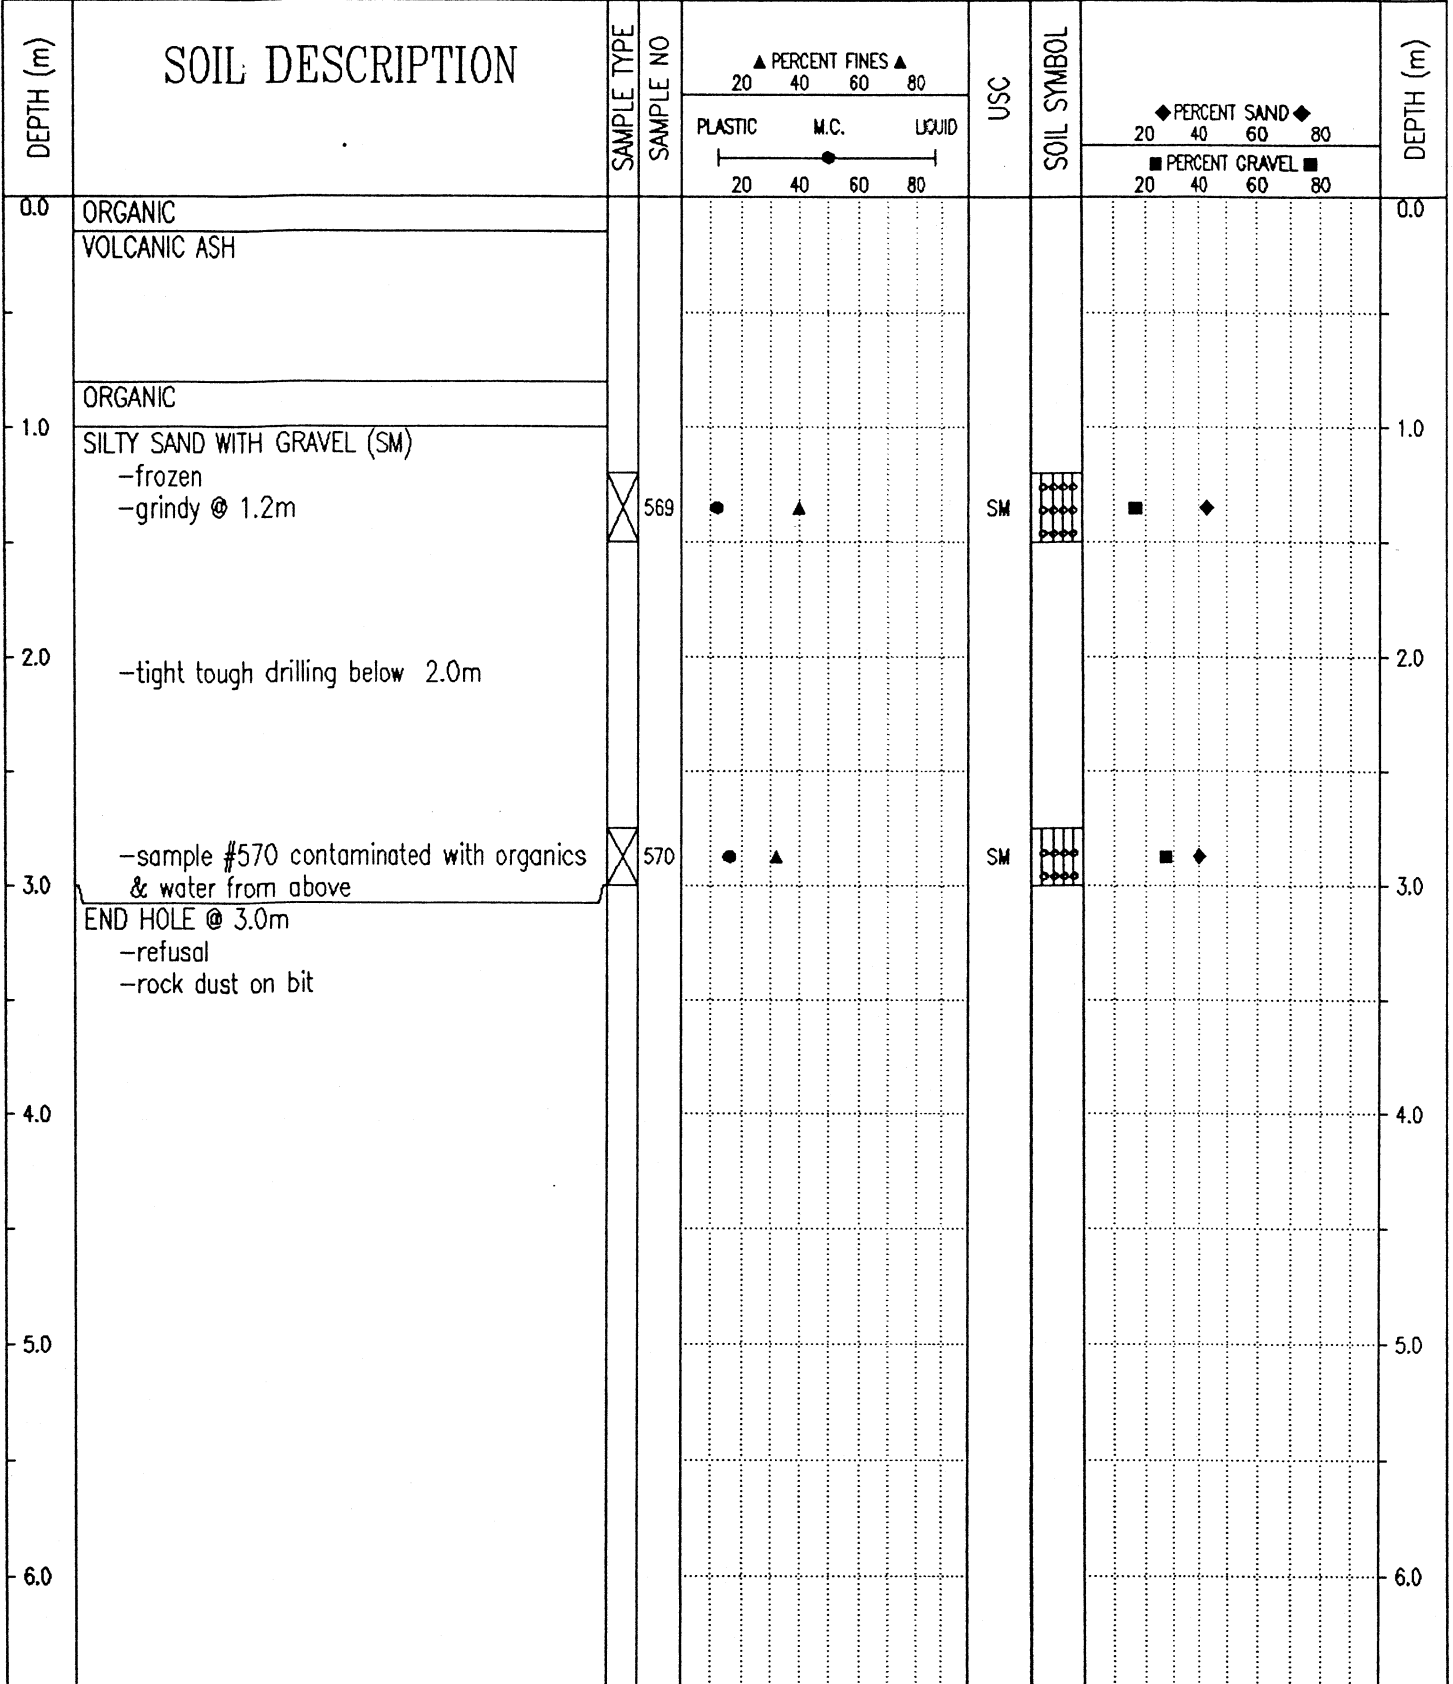 DEPTH (m)
SOIL DESCRIPTION
SAMPLE TYPE
SAMPLE NO
▲ PERCENT FINES ▲
20 40 60 80
PLASTIC M.C. LIQUID
20 40 60 80
USC
SOIL SYMBOL
◆ PERCENT SAND ◆
20 40 60 80
■ PERCENT GRAVEL ■
20 40 60 80
DEPTH (m)
0.0 ORGANIC 0.0
VOLCANIC ASH
ORGANIC
1.0 1.0
SILTY SAND WITH GRAVEL (SM)
-frozen
-grindy @ 1.2m 569 SM
2.0 2.0
-tight tough drilling below 2.0m
-sample #570 contaminated with organics 570 SM
3.0 & water from above 3.0
END HOLE @ 3.0m
-refusal
-rock dust on bit
4.0 4.0
5.0 5.0
6.0 6.0